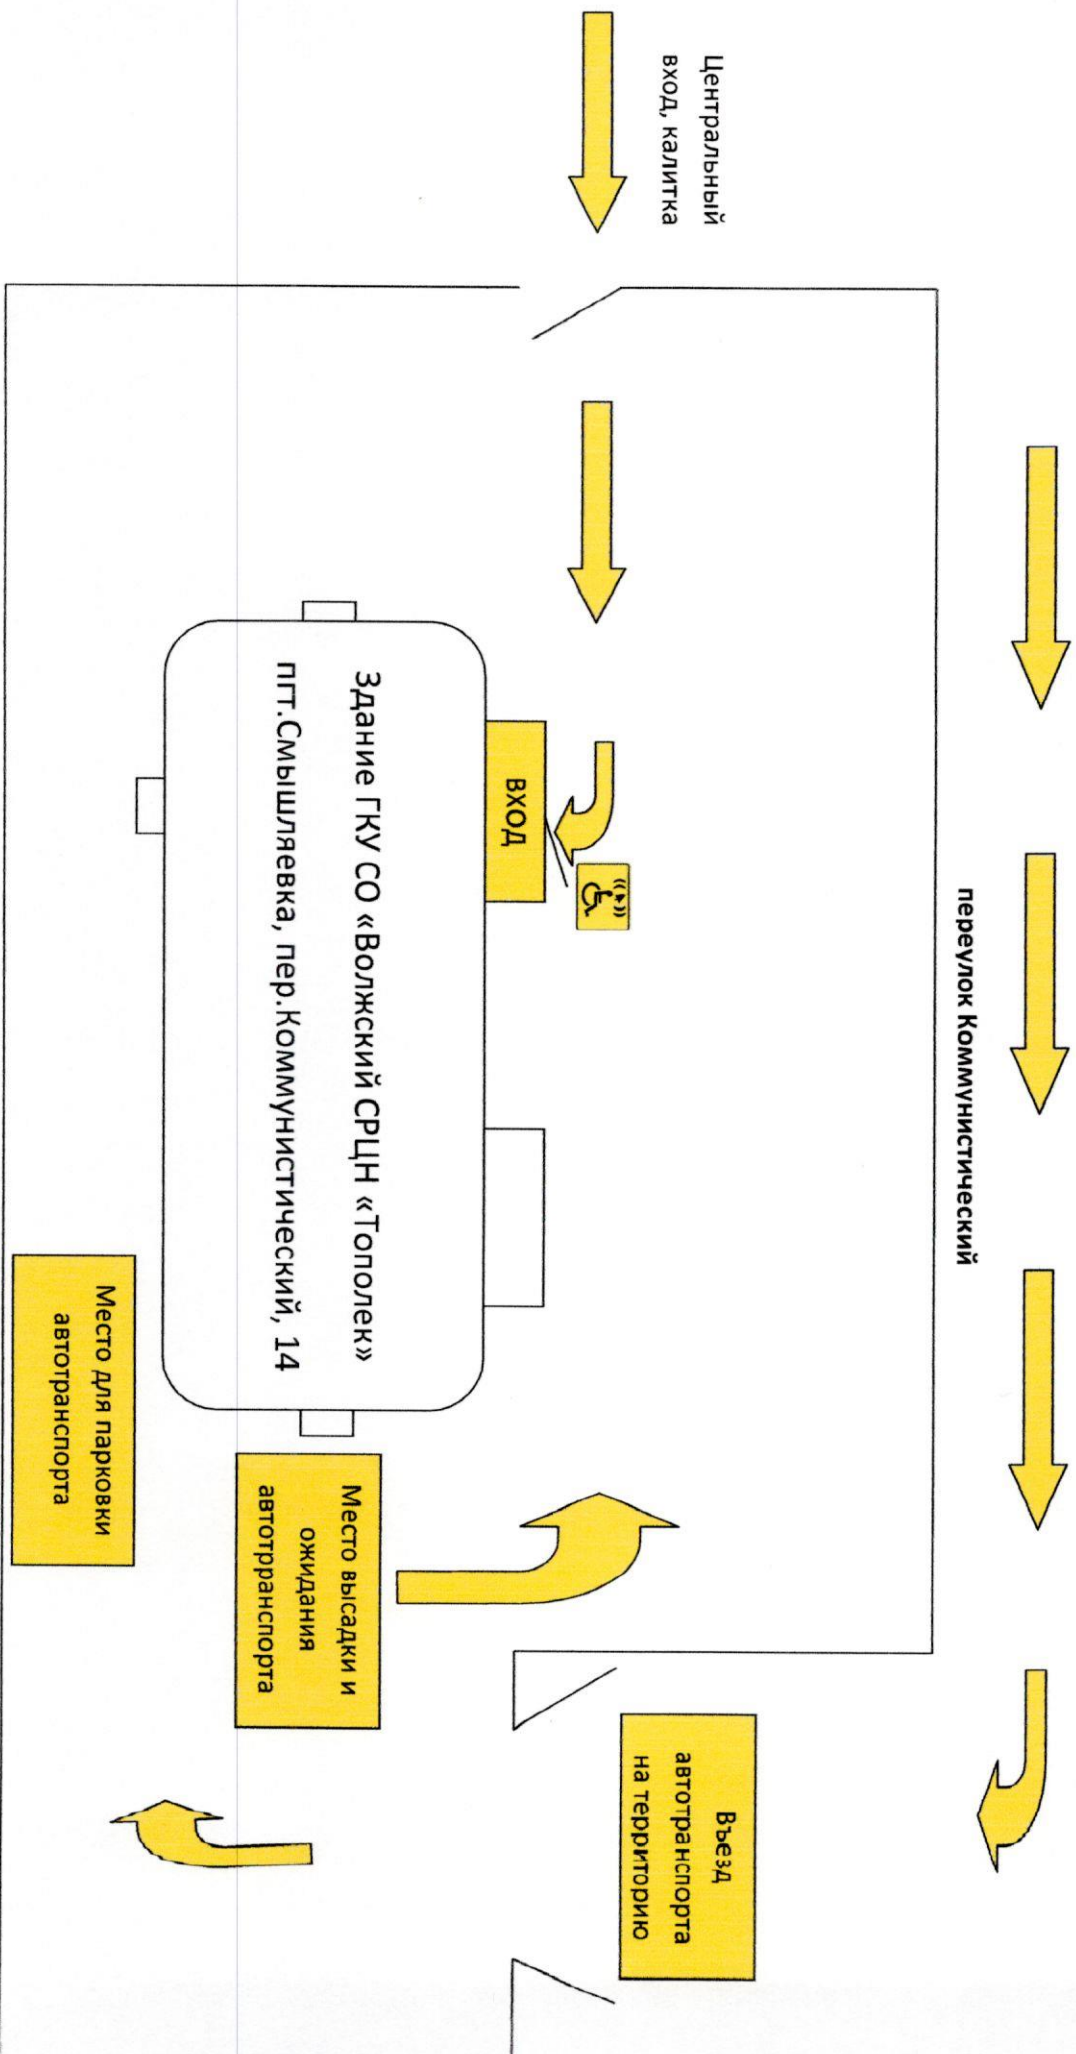 переулок Коммунистический
Центральный
вход, калитка
ВХОД
Здание ГКУ СО «Волжский СРЦН «Тополек»
пгт.Смышляевка, пер.Коммунистический, 14
Въезд
автотранспорта
на территорию
Место высадки и
ожидания
автотрранспорта
Место для парковки
автотранспорта